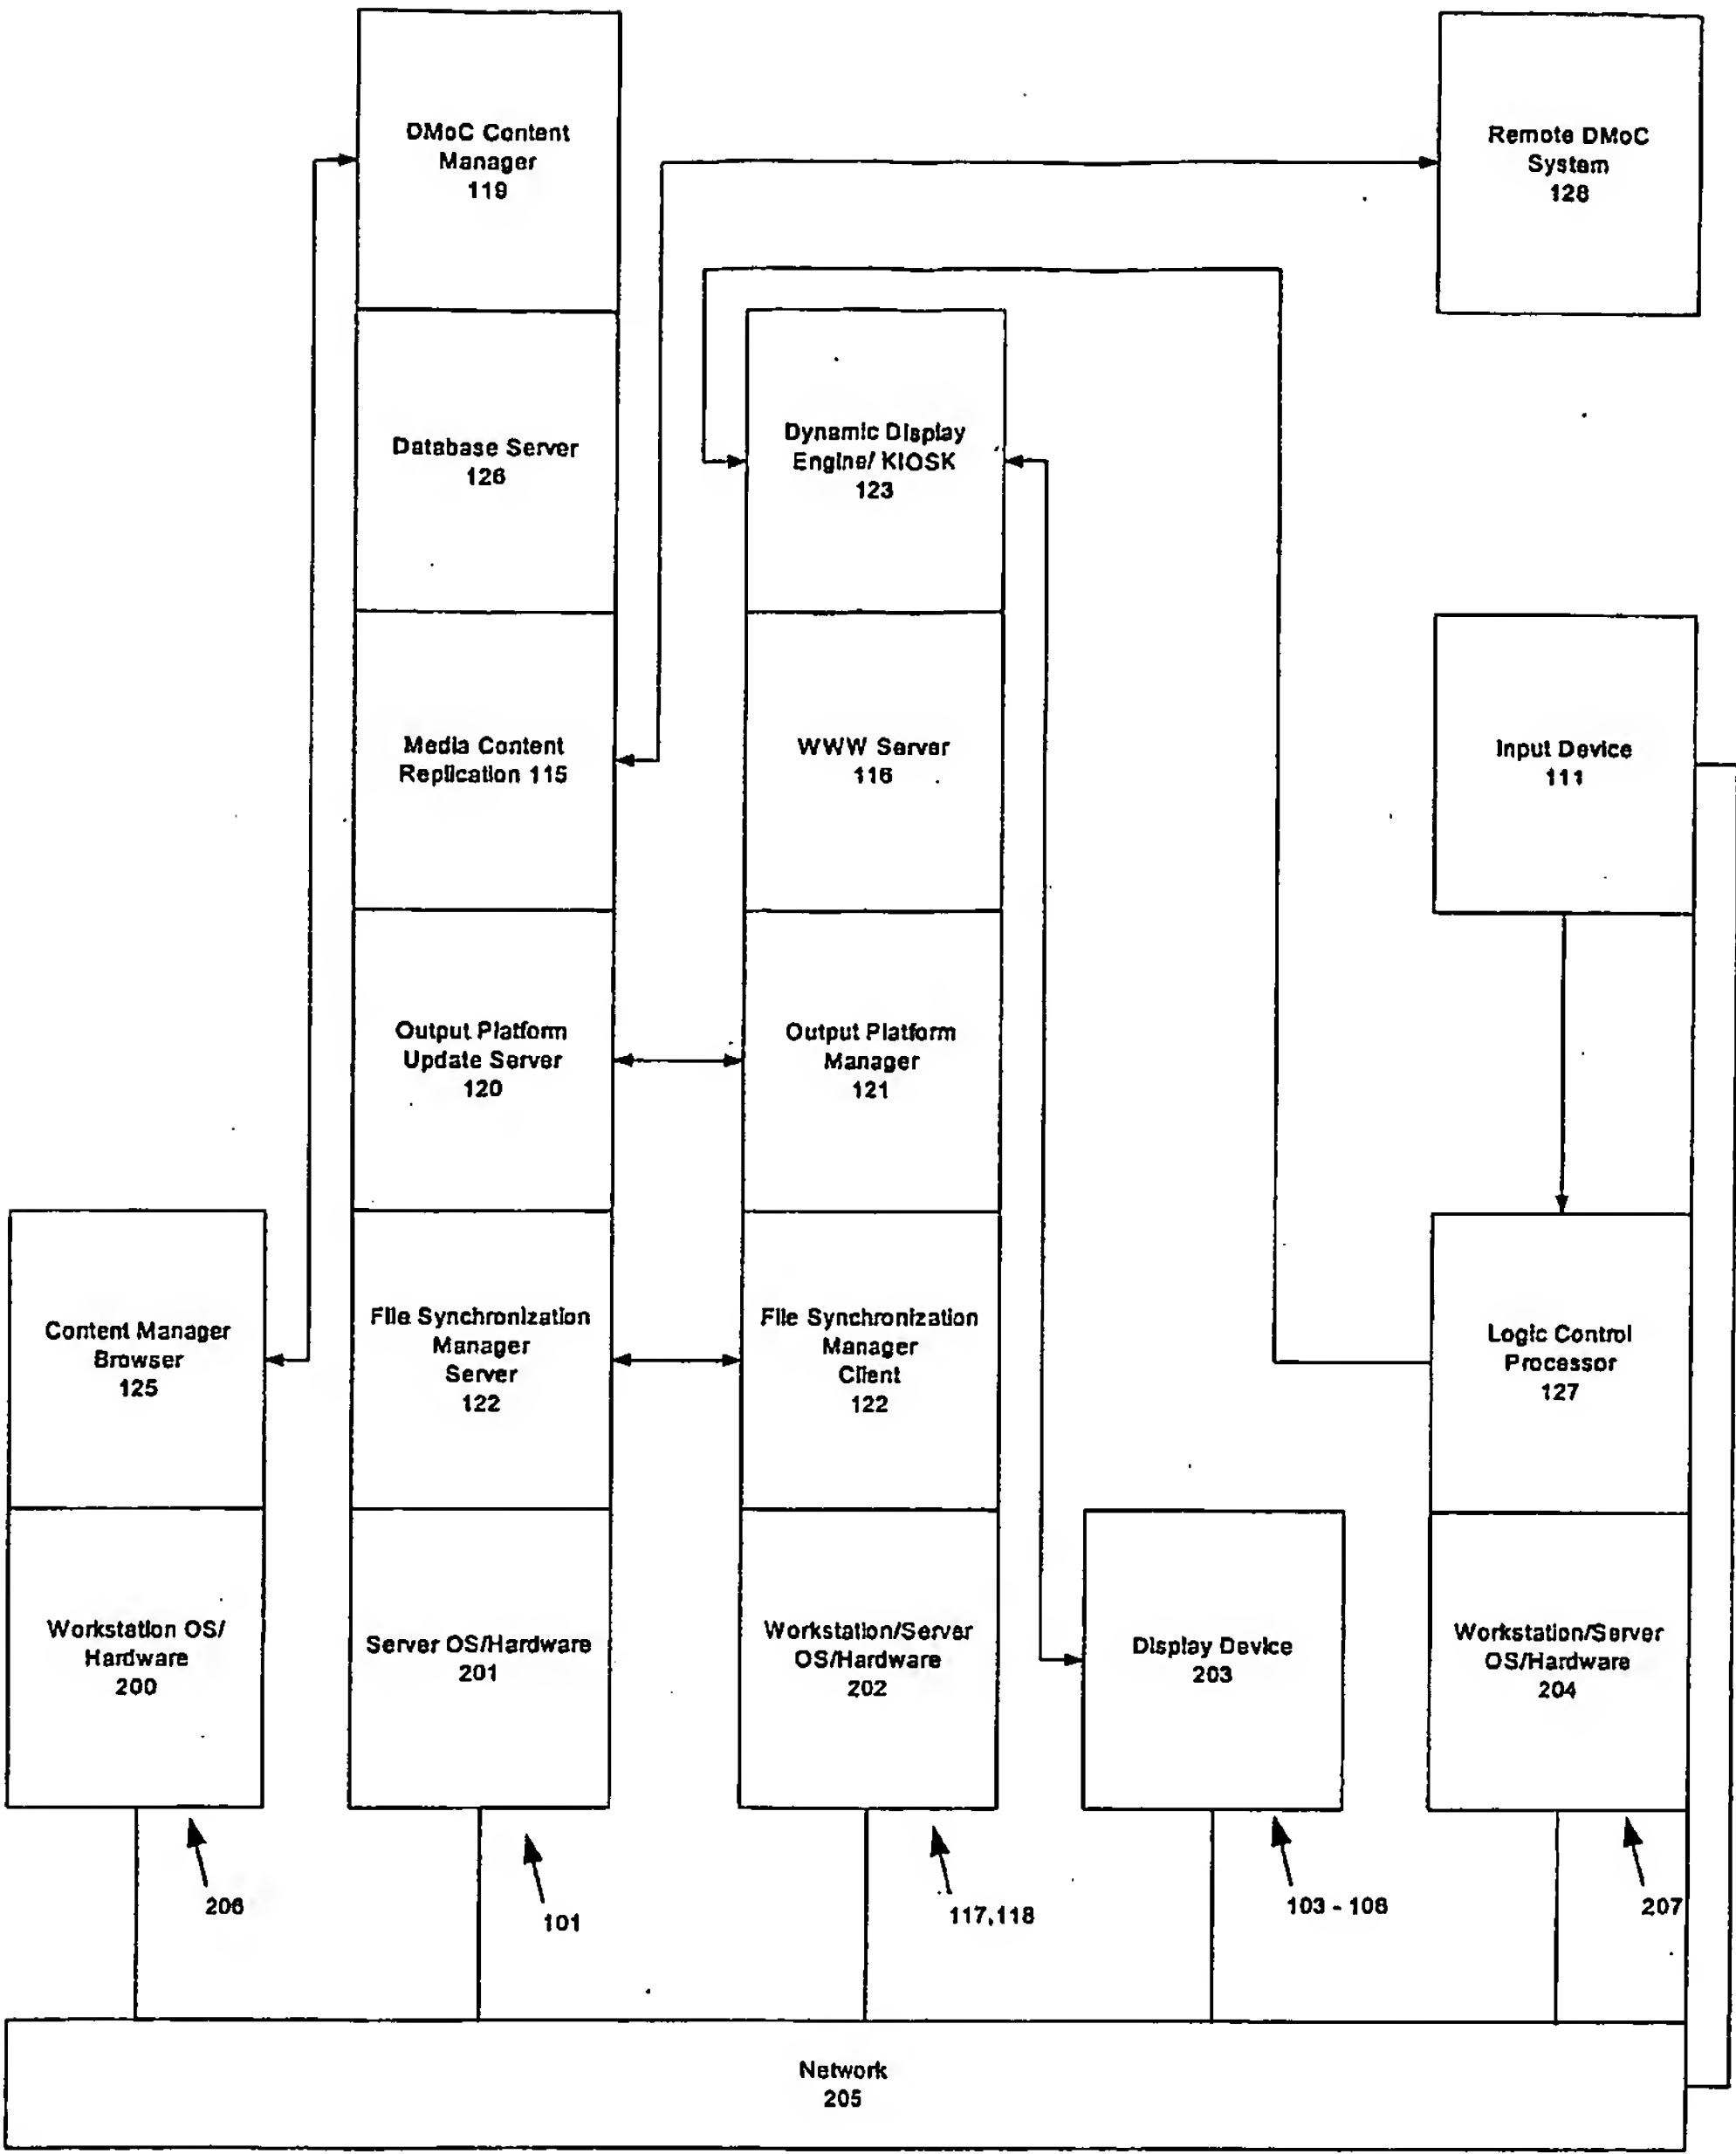 DMoC Content
Manager
119
Remote DMoC
System
128
Database Server
126
Dynamic Display
Engine/ KIOSK
123
Media Content
Replication 115
WWW Server
116
Input Device
111
Output Platform
Update Server
120
Output Platform
Manager
121
Content Manager
Browser
125
File Synchronization
Manager
Server
122
File Synchronization
Manager
Client
122
Logic Control
Processor
127
Workstation OS/
Hardware
200
Server OS/Hardware
201
Workstation/Server
OS/Hardware
202
Display Device
203
Workstation/Server
OS/Hardware
204
206
101
117,118
103 - 108
207
Network
205